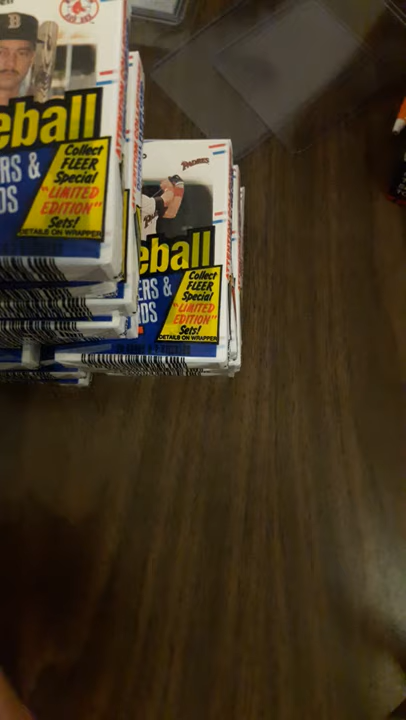 B
eball
Collect
FLEER
Special
"LIMITED
EDITION"
Sets!
DETAILS ON WRAPPER
RS &
DS
PADRES
eball
Collect
FLEER
Special
"LIMITED
EDITION"
Sets!
DETAILS ON WRAPPER
ERS &
DS